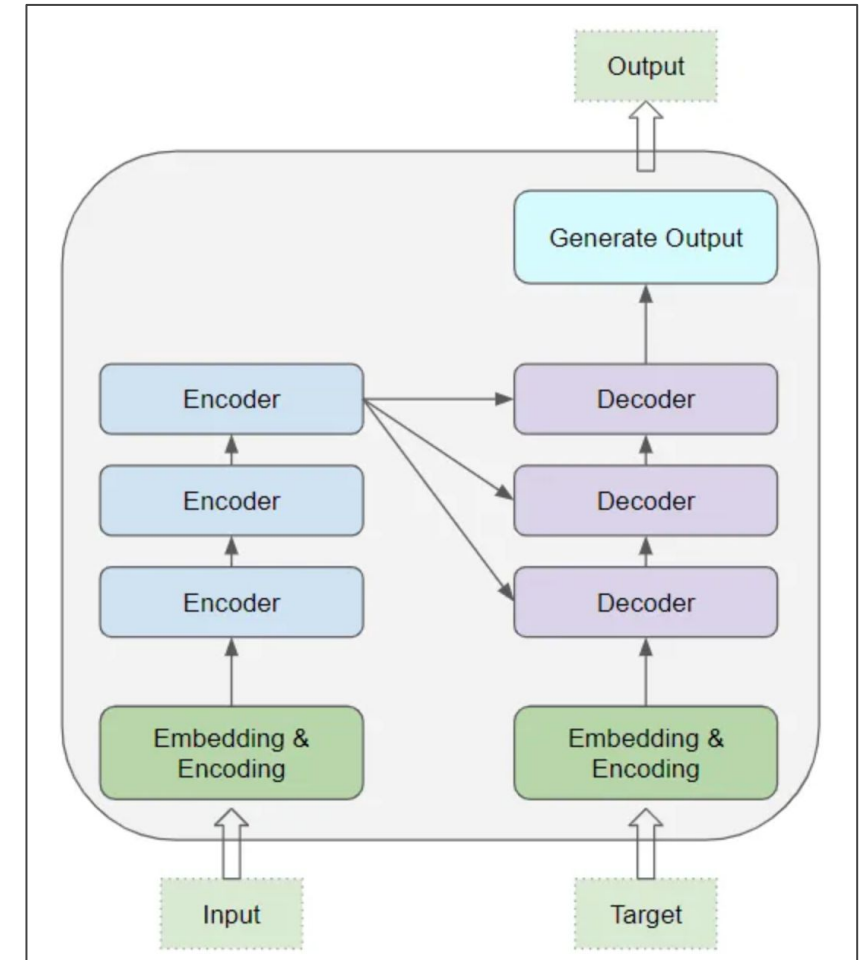 Output
Generate Output
Encoder
Decoder
Encoder
Decoder
Encoder
Decoder
Embedding &
Encoding
Embedding &
Encoding
Input
Target